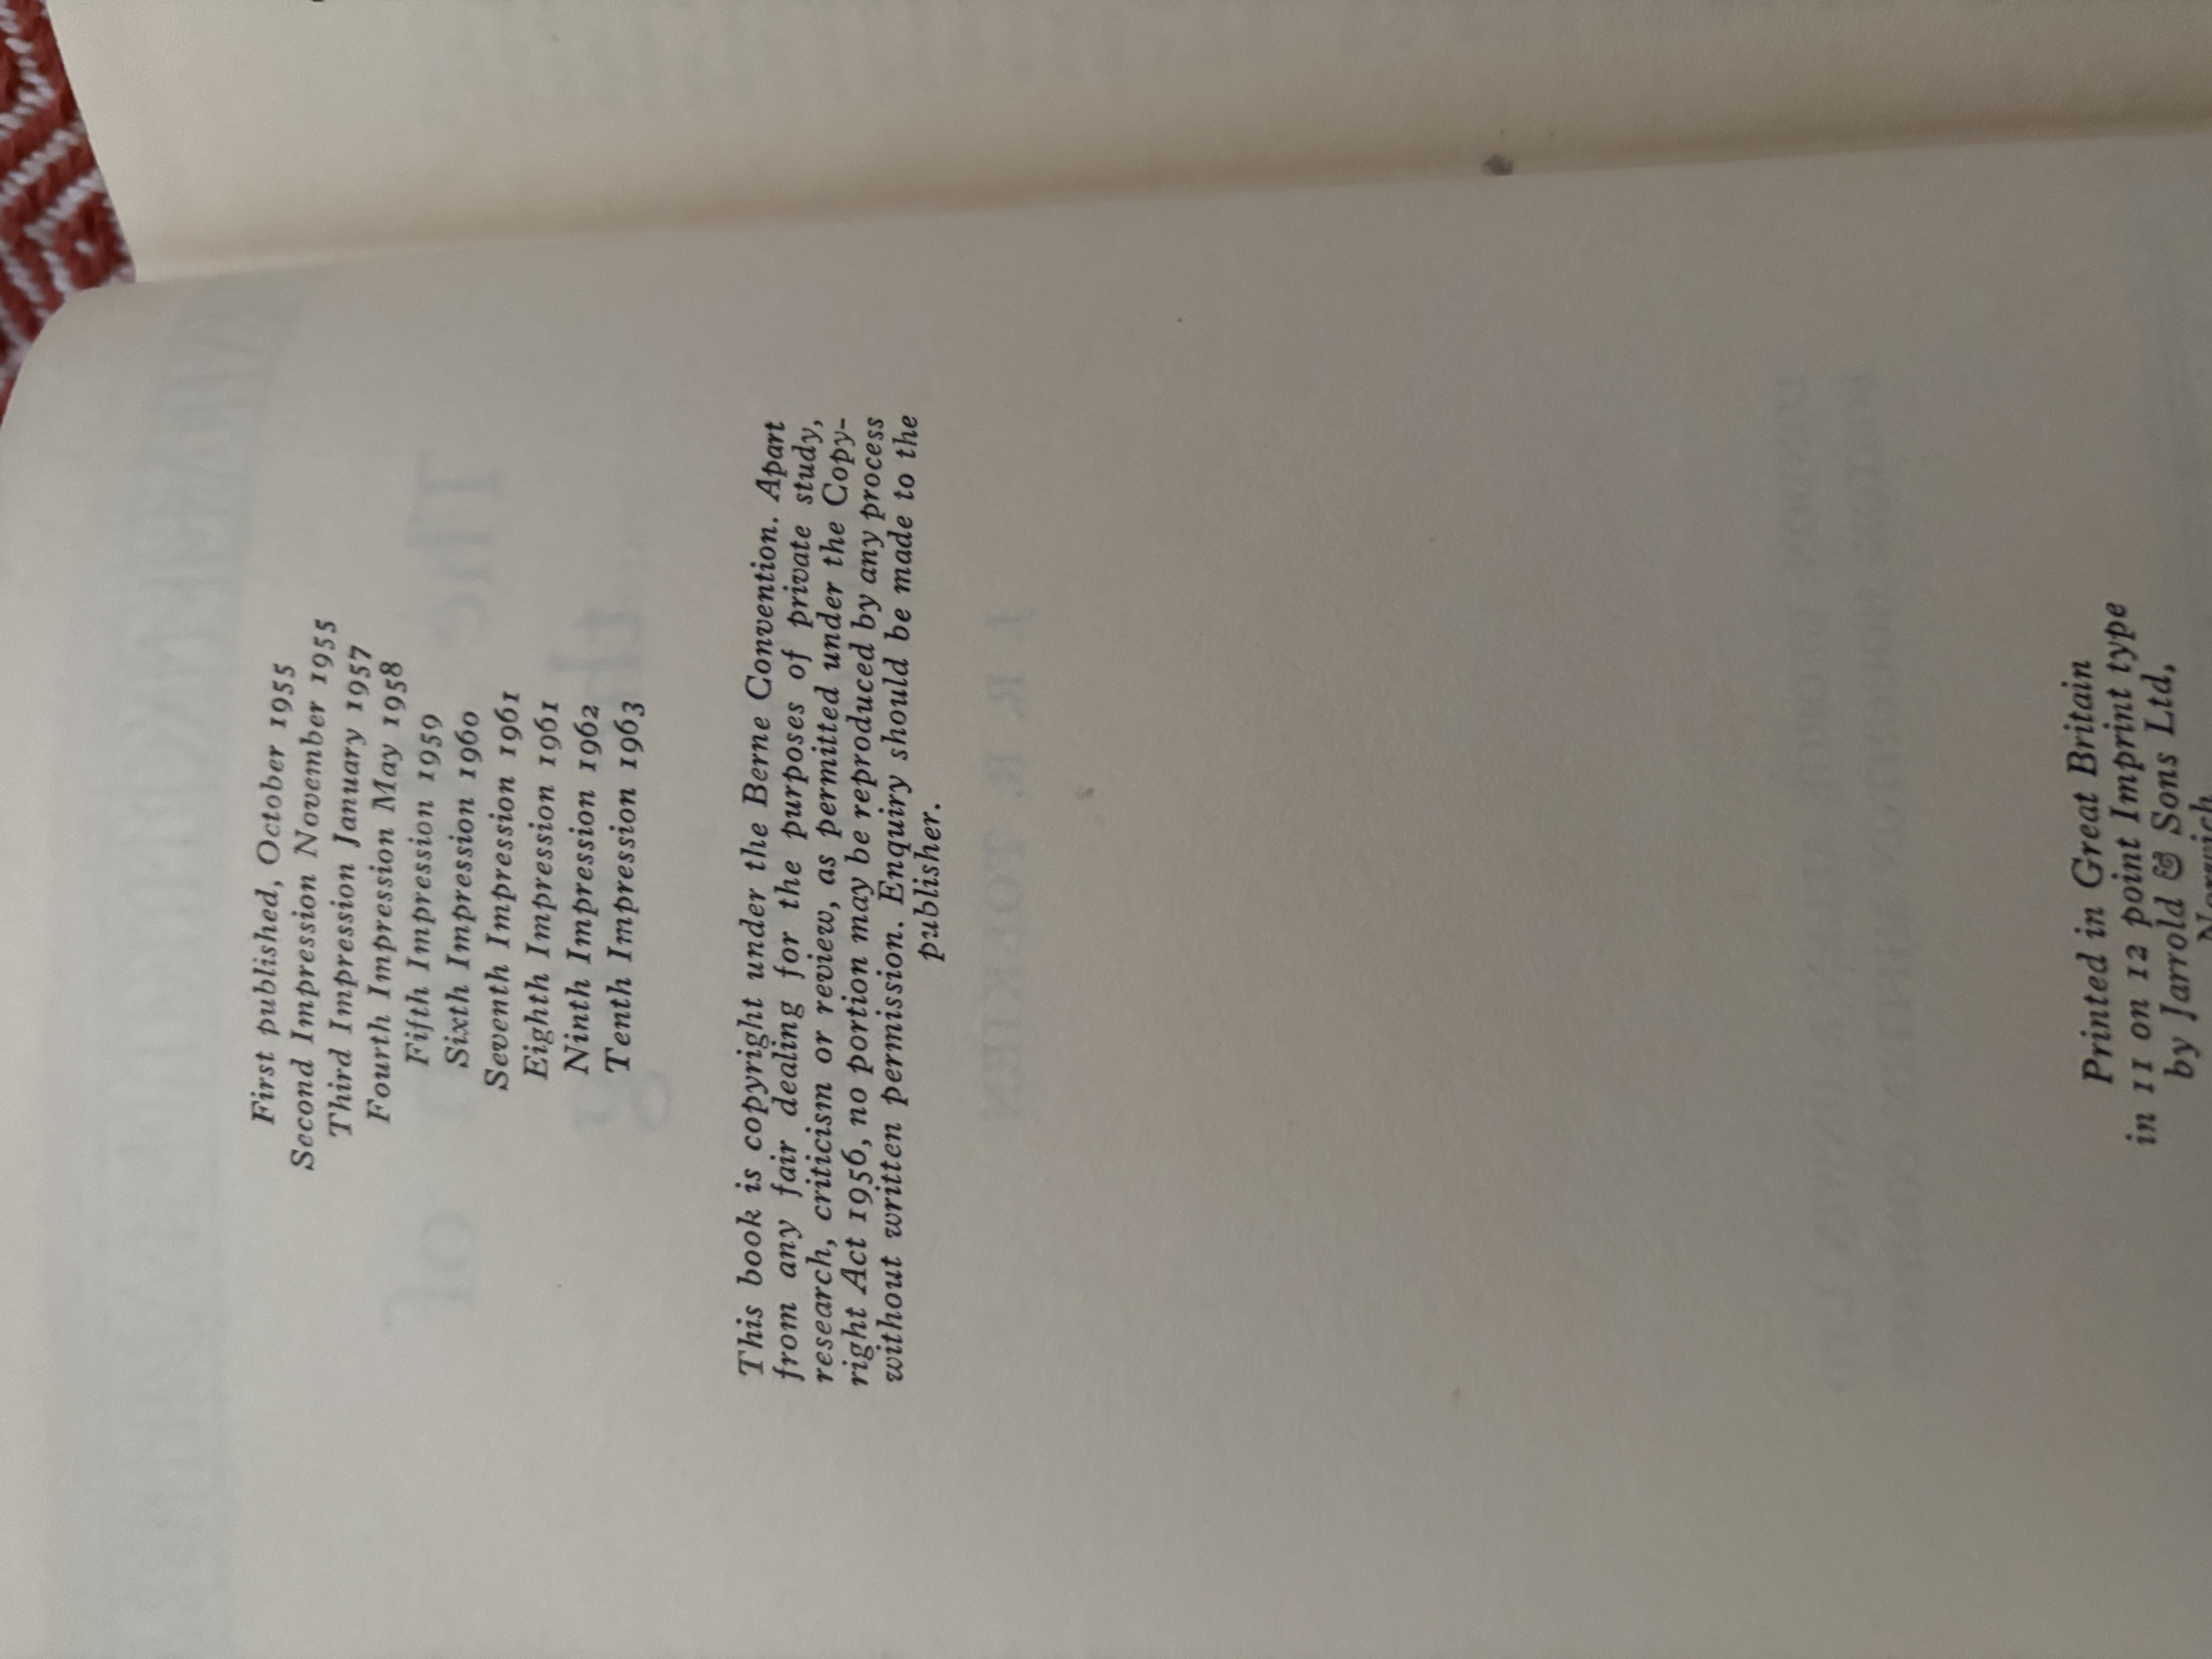 First published, October 1955
Second Impression November 1955
Third Impression January 1957
Fourth Impression May 1958
Fifth Impression 1959
Sixth Impression 1960
Seventh Impression 1961
Eighth Impression 1961
Ninth Impression 1962
Tenth Impression 1963
This book is copyright under the Berne Convention. Apart
from any fair dealing for the purposes of private study,
research, criticism or review, as permitted under the Copy-
right Act 1956, no portion may be reproduced by any process
without written permission. Enquiry should be made to the
publisher.
Printed in Great Britain
in 11 on 12 point Imprint type
by Jarrold & Sons Ltd,